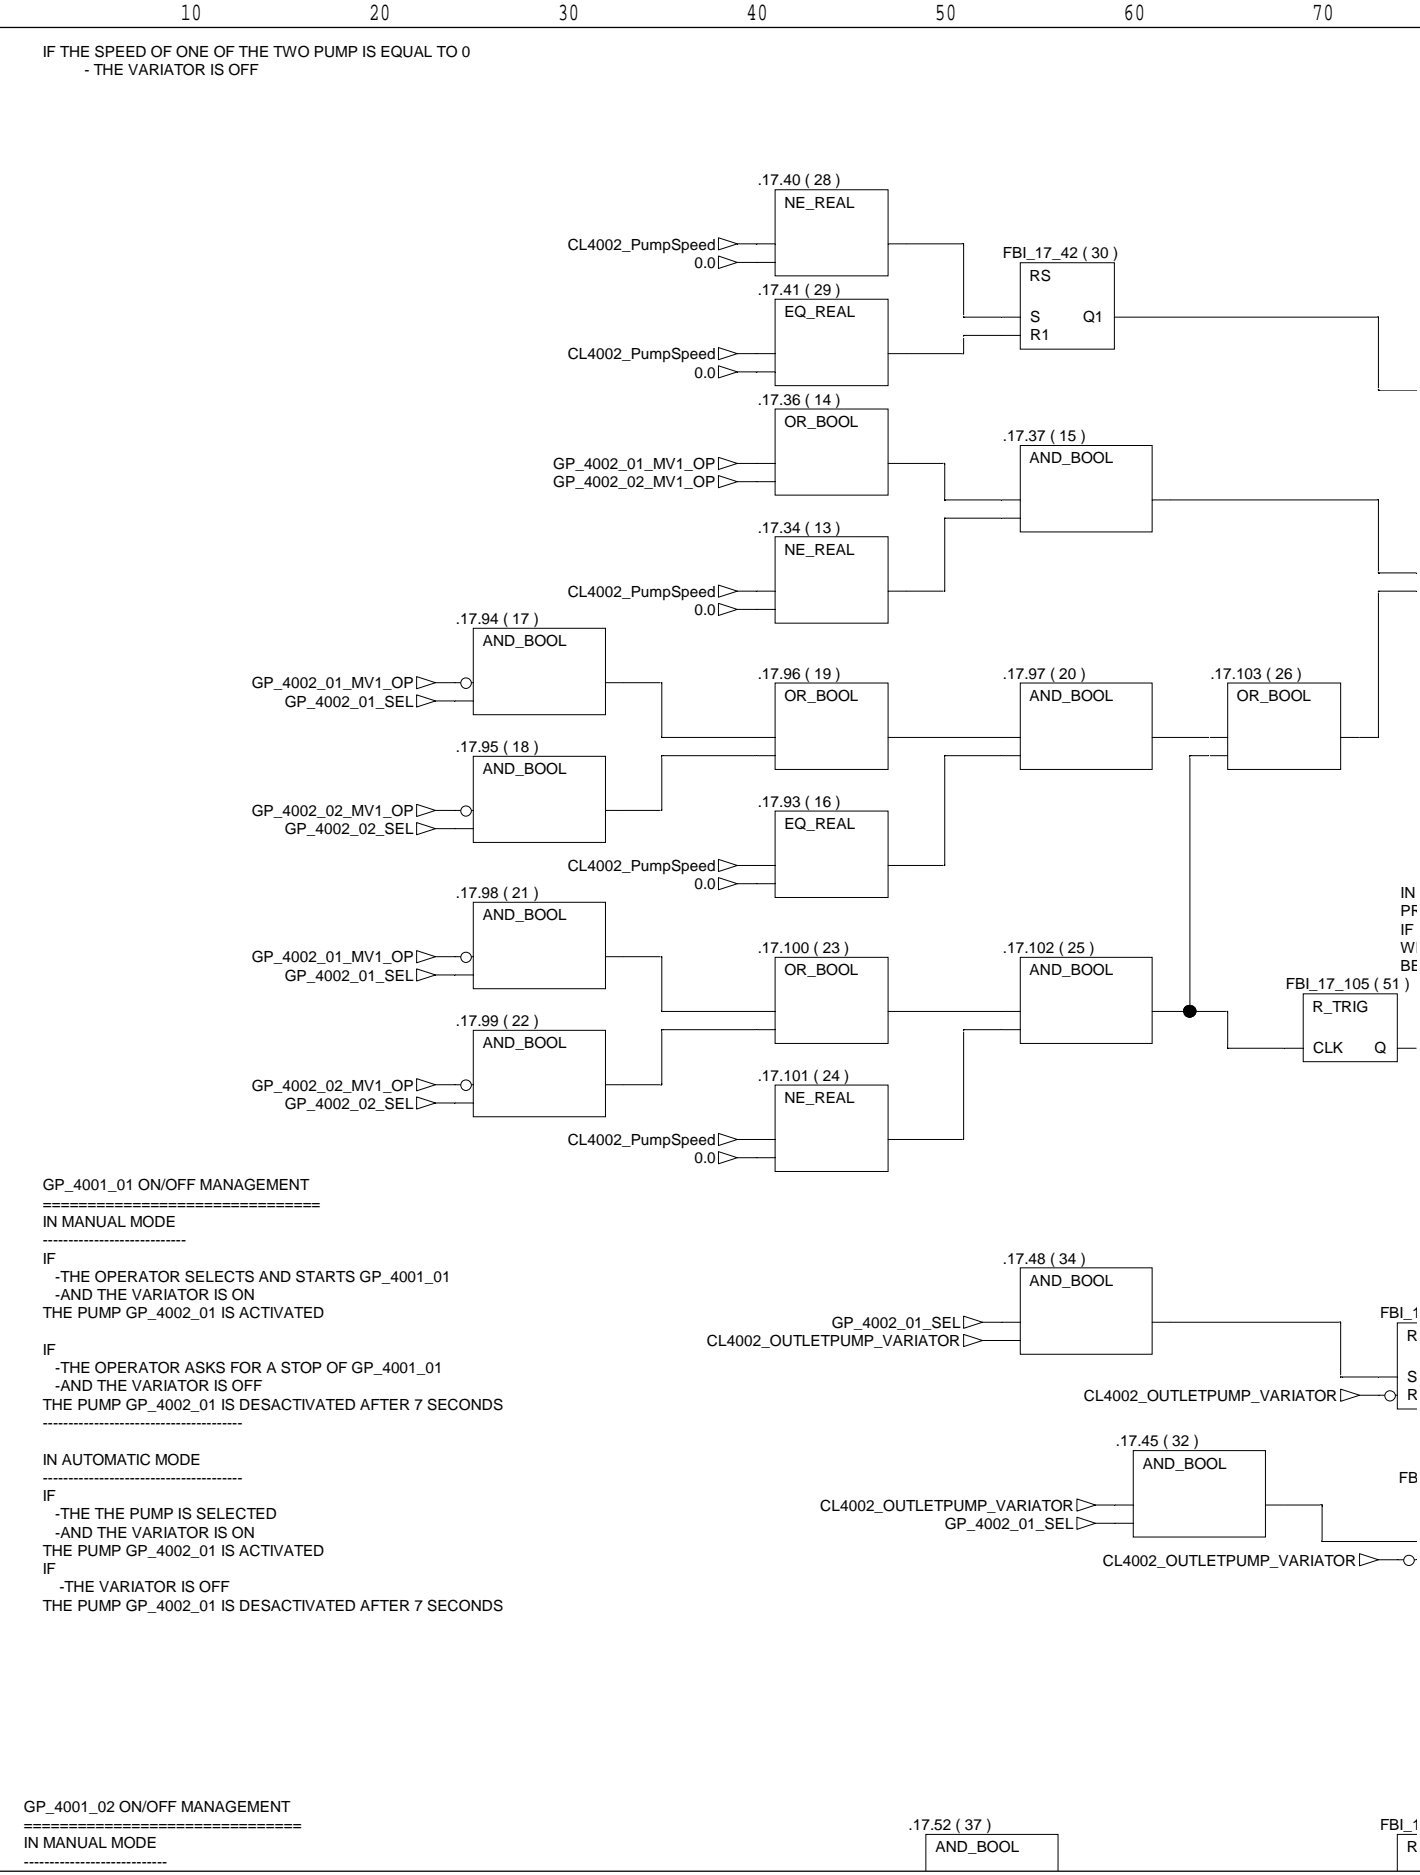 10 20 30 40 50 60 70
IF THE SPEED OF ONE OF THE TWO PUMP IS EQUAL TO 0
- THE VARIATOR IS OFF
.17.40 ( 28 )
NE_REAL
CL4002_PumpSpeed
0.0
.17.41 ( 29 )
EQ_REAL
CL4002_PumpSpeed
0.0
FBI_17_42 ( 30 )
RS
S Q1
R1
.17.36 ( 14 )
OR_BOOL
GP_4002_01_MV1_OP
GP_4002_02_MV1_OP
.17.37 ( 15 )
AND_BOOL
.17.34 ( 13 )
NE_REAL
CL4002_PumpSpeed
0.0
.17.94 ( 17 )
AND_BOOL
GP_4002_01_MV1_OP
GP_4002_01_SEL
.17.96 ( 19 )
OR_BOOL
.17.97 ( 20 )
AND_BOOL
.17.103 ( 26 )
OR_BOOL
.17.95 ( 18 )
AND_BOOL
GP_4002_02_MV1_OP
GP_4002_02_SEL
.17.93 ( 16 )
EQ_REAL
CL4002_PumpSpeed
0.0
.17.98 ( 21 )
AND_BOOL
GP_4002_01_MV1_OP
GP_4002_01_SEL
.17.100 ( 23 )
OR_BOOL
.17.102 ( 25 )
AND_BOOL
IN
PR
IF
WI
BE
FBI_17_105 ( 51 )
R_TRIG
CLK Q
.17.99 ( 22 )
AND_BOOL
GP_4002_02_MV1_OP
GP_4002_02_SEL
.17.101 ( 24 )
NE_REAL
CL4002_PumpSpeed
0.0
GP_4001_01 ON/OFF MANAGEMENT
===============================
IN MANUAL MODE
----------------------------
IF
-THE OPERATOR SELECTS AND STARTS GP_4001_01
-AND THE VARIATOR IS ON
THE PUMP GP_4002_01 IS ACTIVATED
IF
-THE OPERATOR ASKS FOR A STOP OF GP_4001_01
-AND THE VARIATOR IS OFF
THE PUMP GP_4002_01 IS DESACTIVATED AFTER 7 SECONDS
---------------------------------------
IN AUTOMATIC MODE
---------------------------------------
IF
-THE THE PUMP IS SELECTED
-AND THE VARIATOR IS ON
THE PUMP GP_4002_01 IS ACTIVATED
IF
-THE VARIATOR IS OFF
THE PUMP GP_4002_01 IS DESACTIVATED AFTER 7 SECONDS
.17.48 ( 34 )
AND_BOOL
GP_4002_01_SEL
CL4002_OUTLETPUMP_VARIATOR
FBI_1
R
S
CL4002_OUTLETPUMP_VARIATOR R
.17.45 ( 32 )
AND_BOOL
CL4002_OUTLETPUMP_VARIATOR
GP_4002_01_SEL
FB
CL4002_OUTLETPUMP_VARIATOR
GP_4001_02 ON/OFF MANAGEMENT
===============================
IN MANUAL MODE
----------------------------
.17.52 ( 37 )
AND_BOOL
FBI_1
R